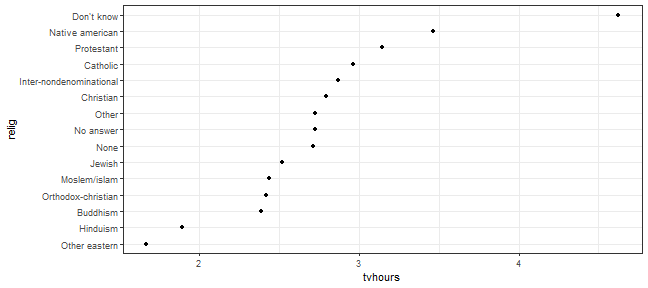 Don't know
Native american
Protestant
Catholic
Inter-nondenominational
Christian
Other
No answer
None
Jewish
Moslem/islam
Orthodox-christian
Buddhism
Hinduism
Other eastern
relig
2 3 4
tvhours